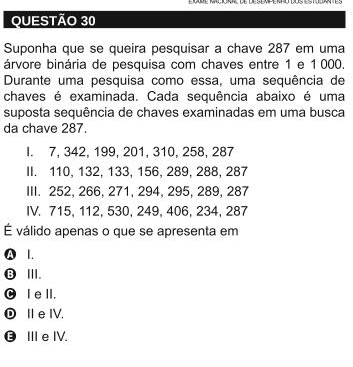 EXAME NACIONAL DE DESEMPENHO DOS ESTUDANTES
QUESTÃO 30
Suponha que se queira pesquisar a chave 287 em uma
árvore binária de pesquisa com chaves entre 1 e 1 000.
Durante uma pesquisa como essa, uma sequência de
chaves é examinada. Cada sequência abaixo é uma
suposta sequência de chaves examinadas em uma busca
da chave 287.
I. 7, 342, 199, 201, 310, 258, 287
II. 110, 132, 133, 156, 289, 288, 287
III. 252, 266, 271, 294, 295, 289, 287
IV. 715, 112, 530, 249, 406, 234, 287
É válido apenas o que se apresenta em
A I.
B III.
C I e II.
D II e IV.
E III e IV.